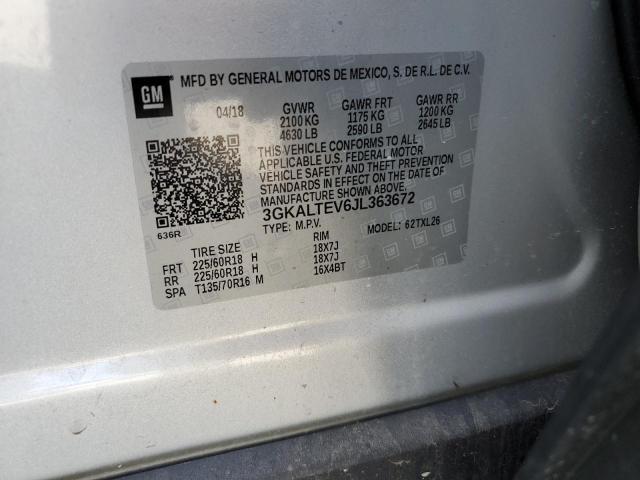 GM
MFD BY GENERAL MOTORS DE MEXICO, S. DE R.L. DE C.V.
04/18 GVWR GAWR FRT GAWR RR
2100 KG 1175 KG 1200 KG
4630 LB 2590 LB 2645 LB
THIS VEHICLE CONFORMS TO ALL
APPLICABLE U.S. FEDERAL MOTOR
VEHICLE SAFETY AND THEFT PREVENTION
STANDARDS IN EFFECT ON THE DATE OF
MANUFACTURE SHOWN ABOVE.
3GKALTEV6JL363672
636R TYPE: M.P.V. MODEL: 62TXL26
TIRE SIZE RIM
FRT 225/60R18 H 18X7J
RR 225/60R18 H 18X7J
SPA T135/70R16 M 16X4BT